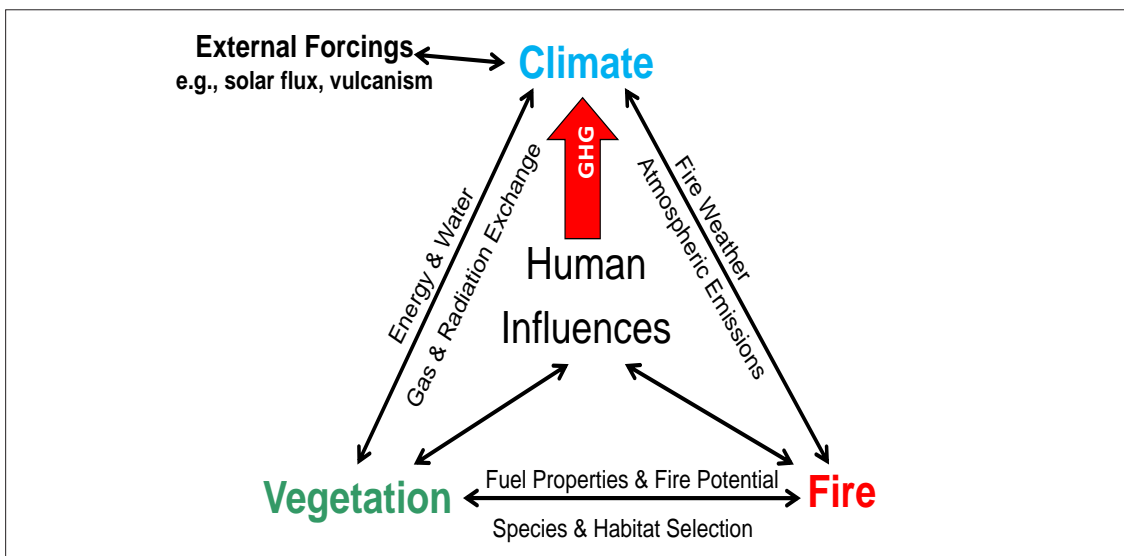 External Forcings
e.g., solar flux, vulcanism
Climate
GHG
Energy & Water
Gas & Radiation Exchange
Fire Weather
Atmospheric Emissions
Human
Influences
Vegetation
Fuel Properties & Fire Potential
Species & Habitat Selection
Fire